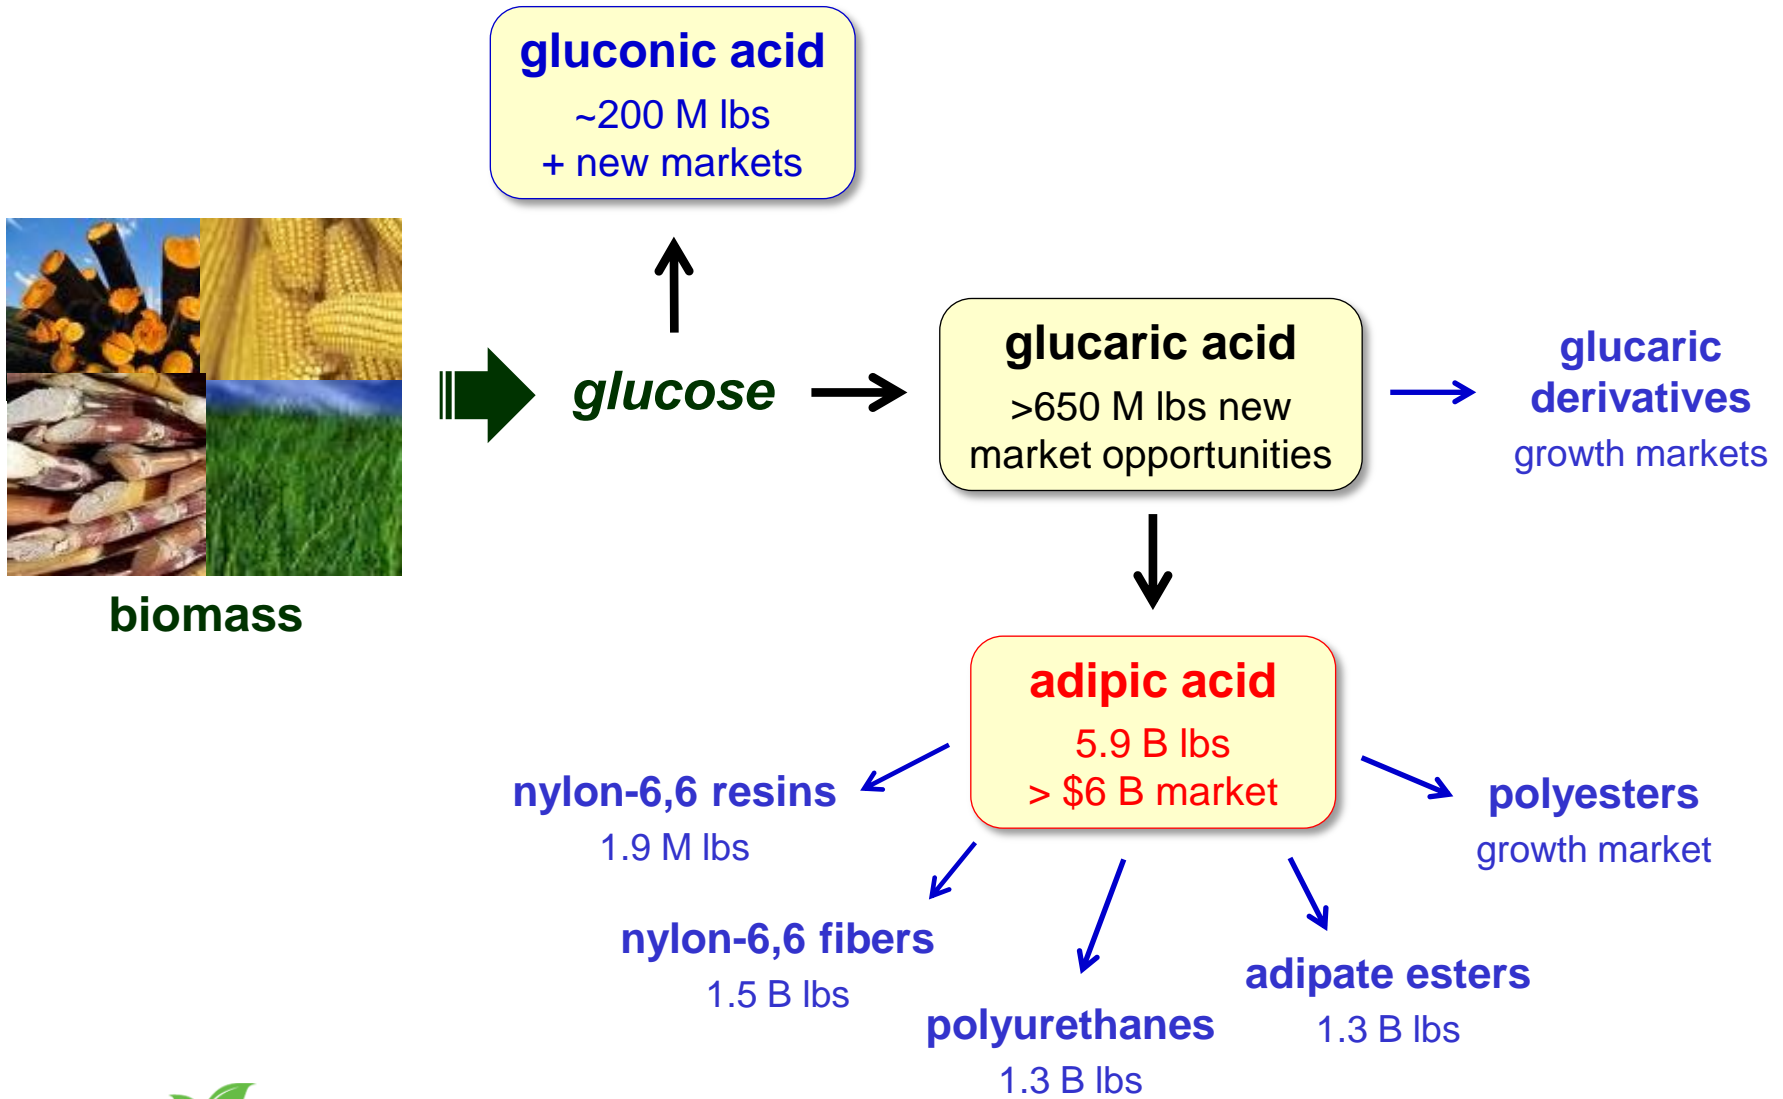 gluconic acid
~200 M lbs
+ new markets
biomass
glucose
glucaric acid
>650 M lbs new
market opportunities
glucaric
derivatives
growth markets
adipic acid
5.9 B lbs
> $6 B market
nylon-6,6 resins
1.9 M lbs
nylon-6,6 fibers
1.5 B lbs
polyurethanes
1.3 B lbs
adipate esters
1.3 B lbs
polyesters
growth market